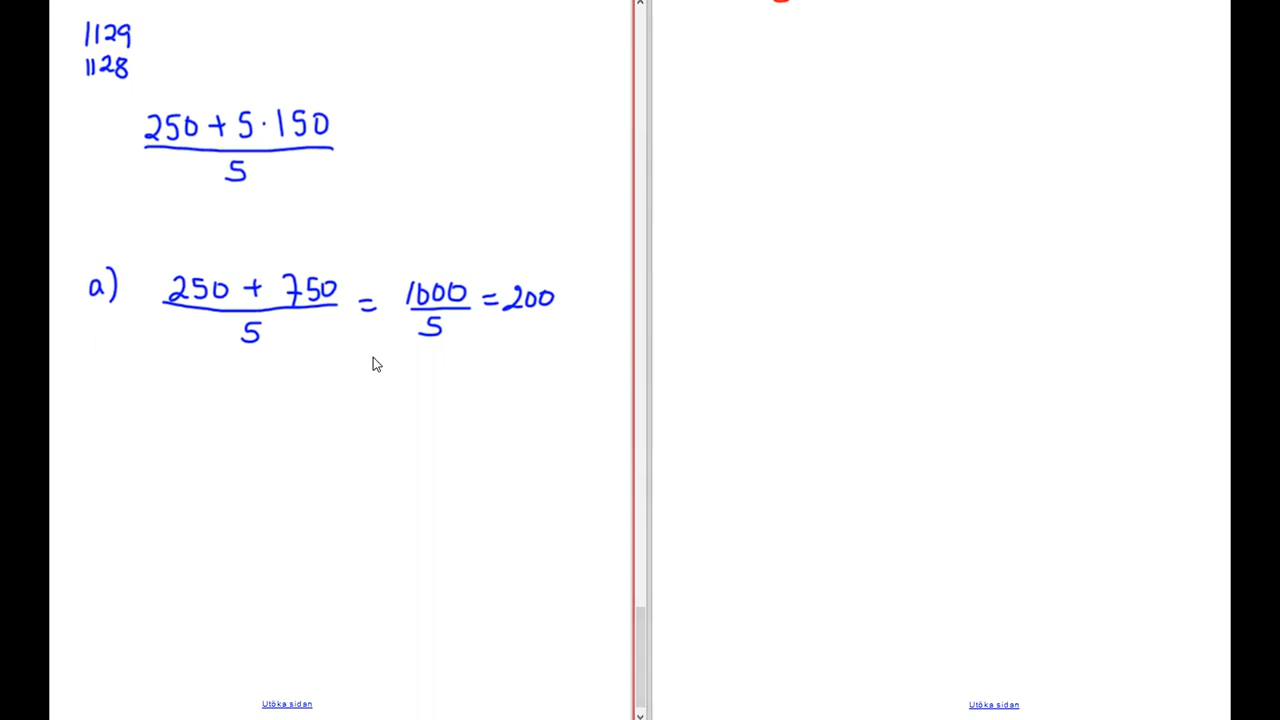 1129
1128
250 + 5 · 150
5
a) 250 + 750 = 1000 = 200
5 5
Utöka sidan Utöka sidan